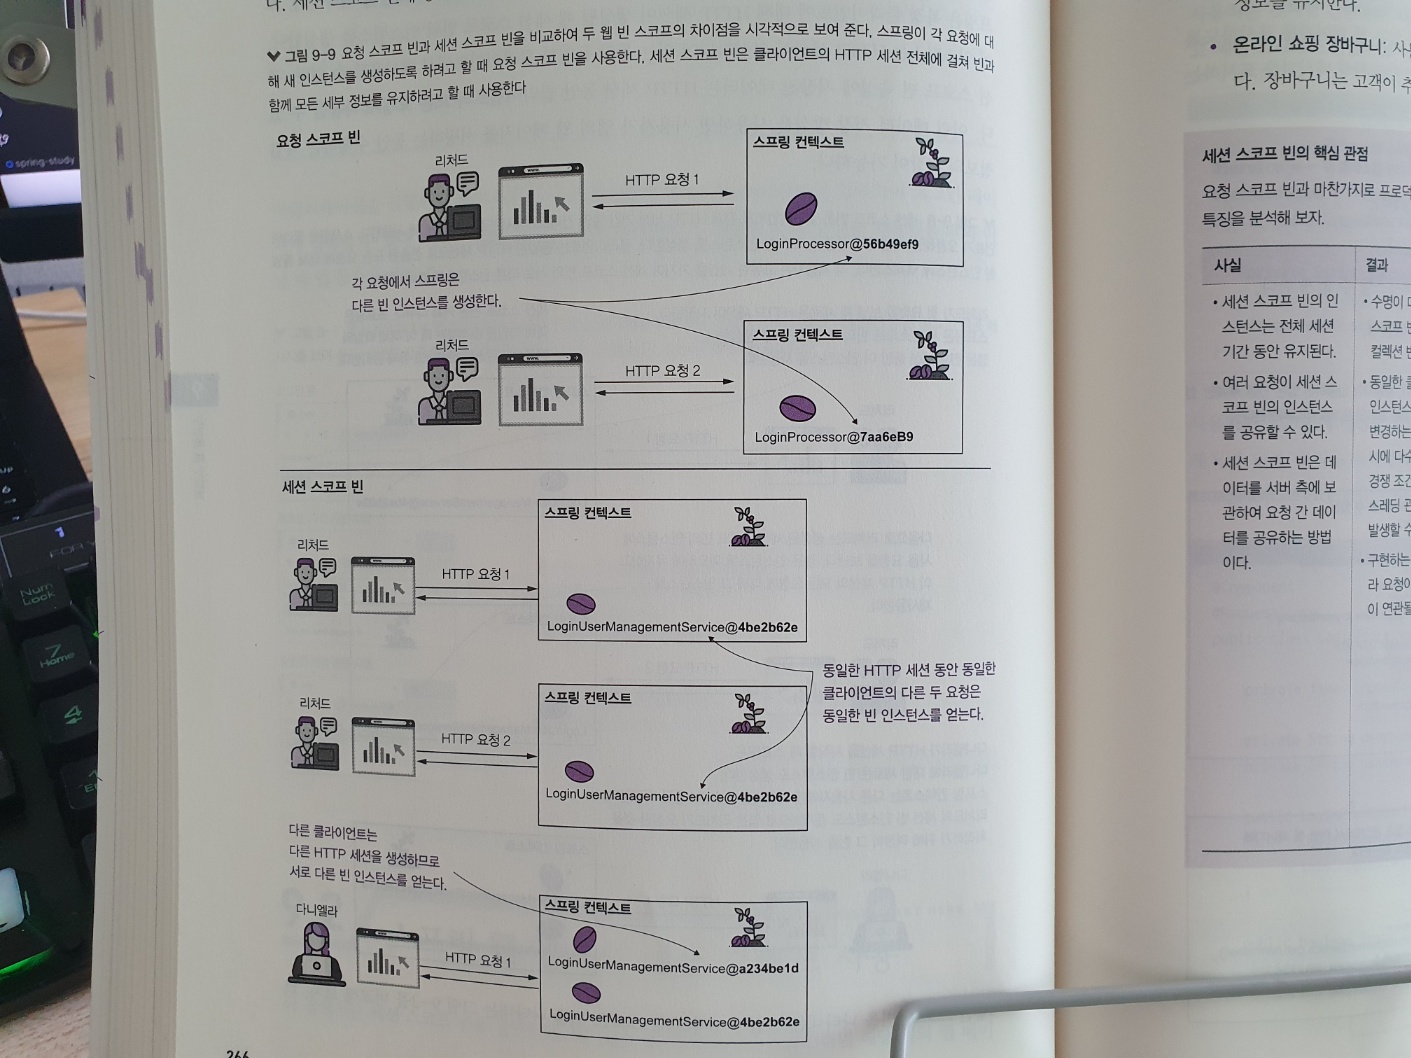 그림 9-9 요청 스코프 빈과 세션 스코프 빈을 비교하여 두 웹 빈 스코프의 차이점을 시각적으로 보여 준다. 스프링이 각 요청에 대
해 새 인스턴스를 생성하도록 하려고 할 때 요청 스코프 빈을 사용한다. 세션 스코프 빈은 클라이언트의 HTTP 세션 전체에 걸쳐 빈과
함께 모든 세부 정보를 유지하려고 할 때 사용한다
요청 스코프 빈
리처드
HTTP 요청 1
스프링 컨텍스트
LoginProcessor@56b49ef9
각 요청에서 스프링은
다른 빈 인스턴스를 생성한다.
리처드
HTTP 요청 2
스프링 컨텍스트
LoginProcessor@7aa6eB9
세션 스코프 빈
리처드
HTTP 요청 1
스프링 컨텍스트
LoginUserManagementService@4be2b62e
동일한 HTTP 세션 동안 동일한
클라이언트의 다른 두 요청은
동일한 빈 인스턴스를 얻는다.
리처드
HTTP 요청 2
스프링 컨텍스트
LoginUserManagementService@4be2b62e
다른 클라이언트는
다른 HTTP 세션을 생성하므로
서로 다른 빈 인스턴스를 얻는다.
다니엘라
HTTP 요청 1
스프링 컨텍스트
LoginUserManagementService@a234be1d
LoginUserManagementService@4be2b62e
266
정보를 유지한다.
• 온라인 쇼핑 장바구니:
다. 장바구니는 고객이
세션 스코프 빈의 핵심 관점
요청 스코프 빈과 마찬가지로
특징을 분석해 보자.
사실
• 세션 스코프 빈의 인
스턴스는 전체 세션
기간 동안 유지된다.
• 여러 요청이 세션 스
코프 빈의 인스턴스
를 공유할 수 있다.
• 세션 스코프 빈은 데
이터를 서버 측에 보
관하여 요청 간 데이
터를 공유하는 방법
이다.
결과
• 수명이
스코프
컬렉션
• 동일한
인스턴스
변경하는
시에 다수
경쟁 조건
스레딩
발생할 수
• 구현하는
라 요청이
이 연관될
spring-study
Num
Lock
7
Home
4
1